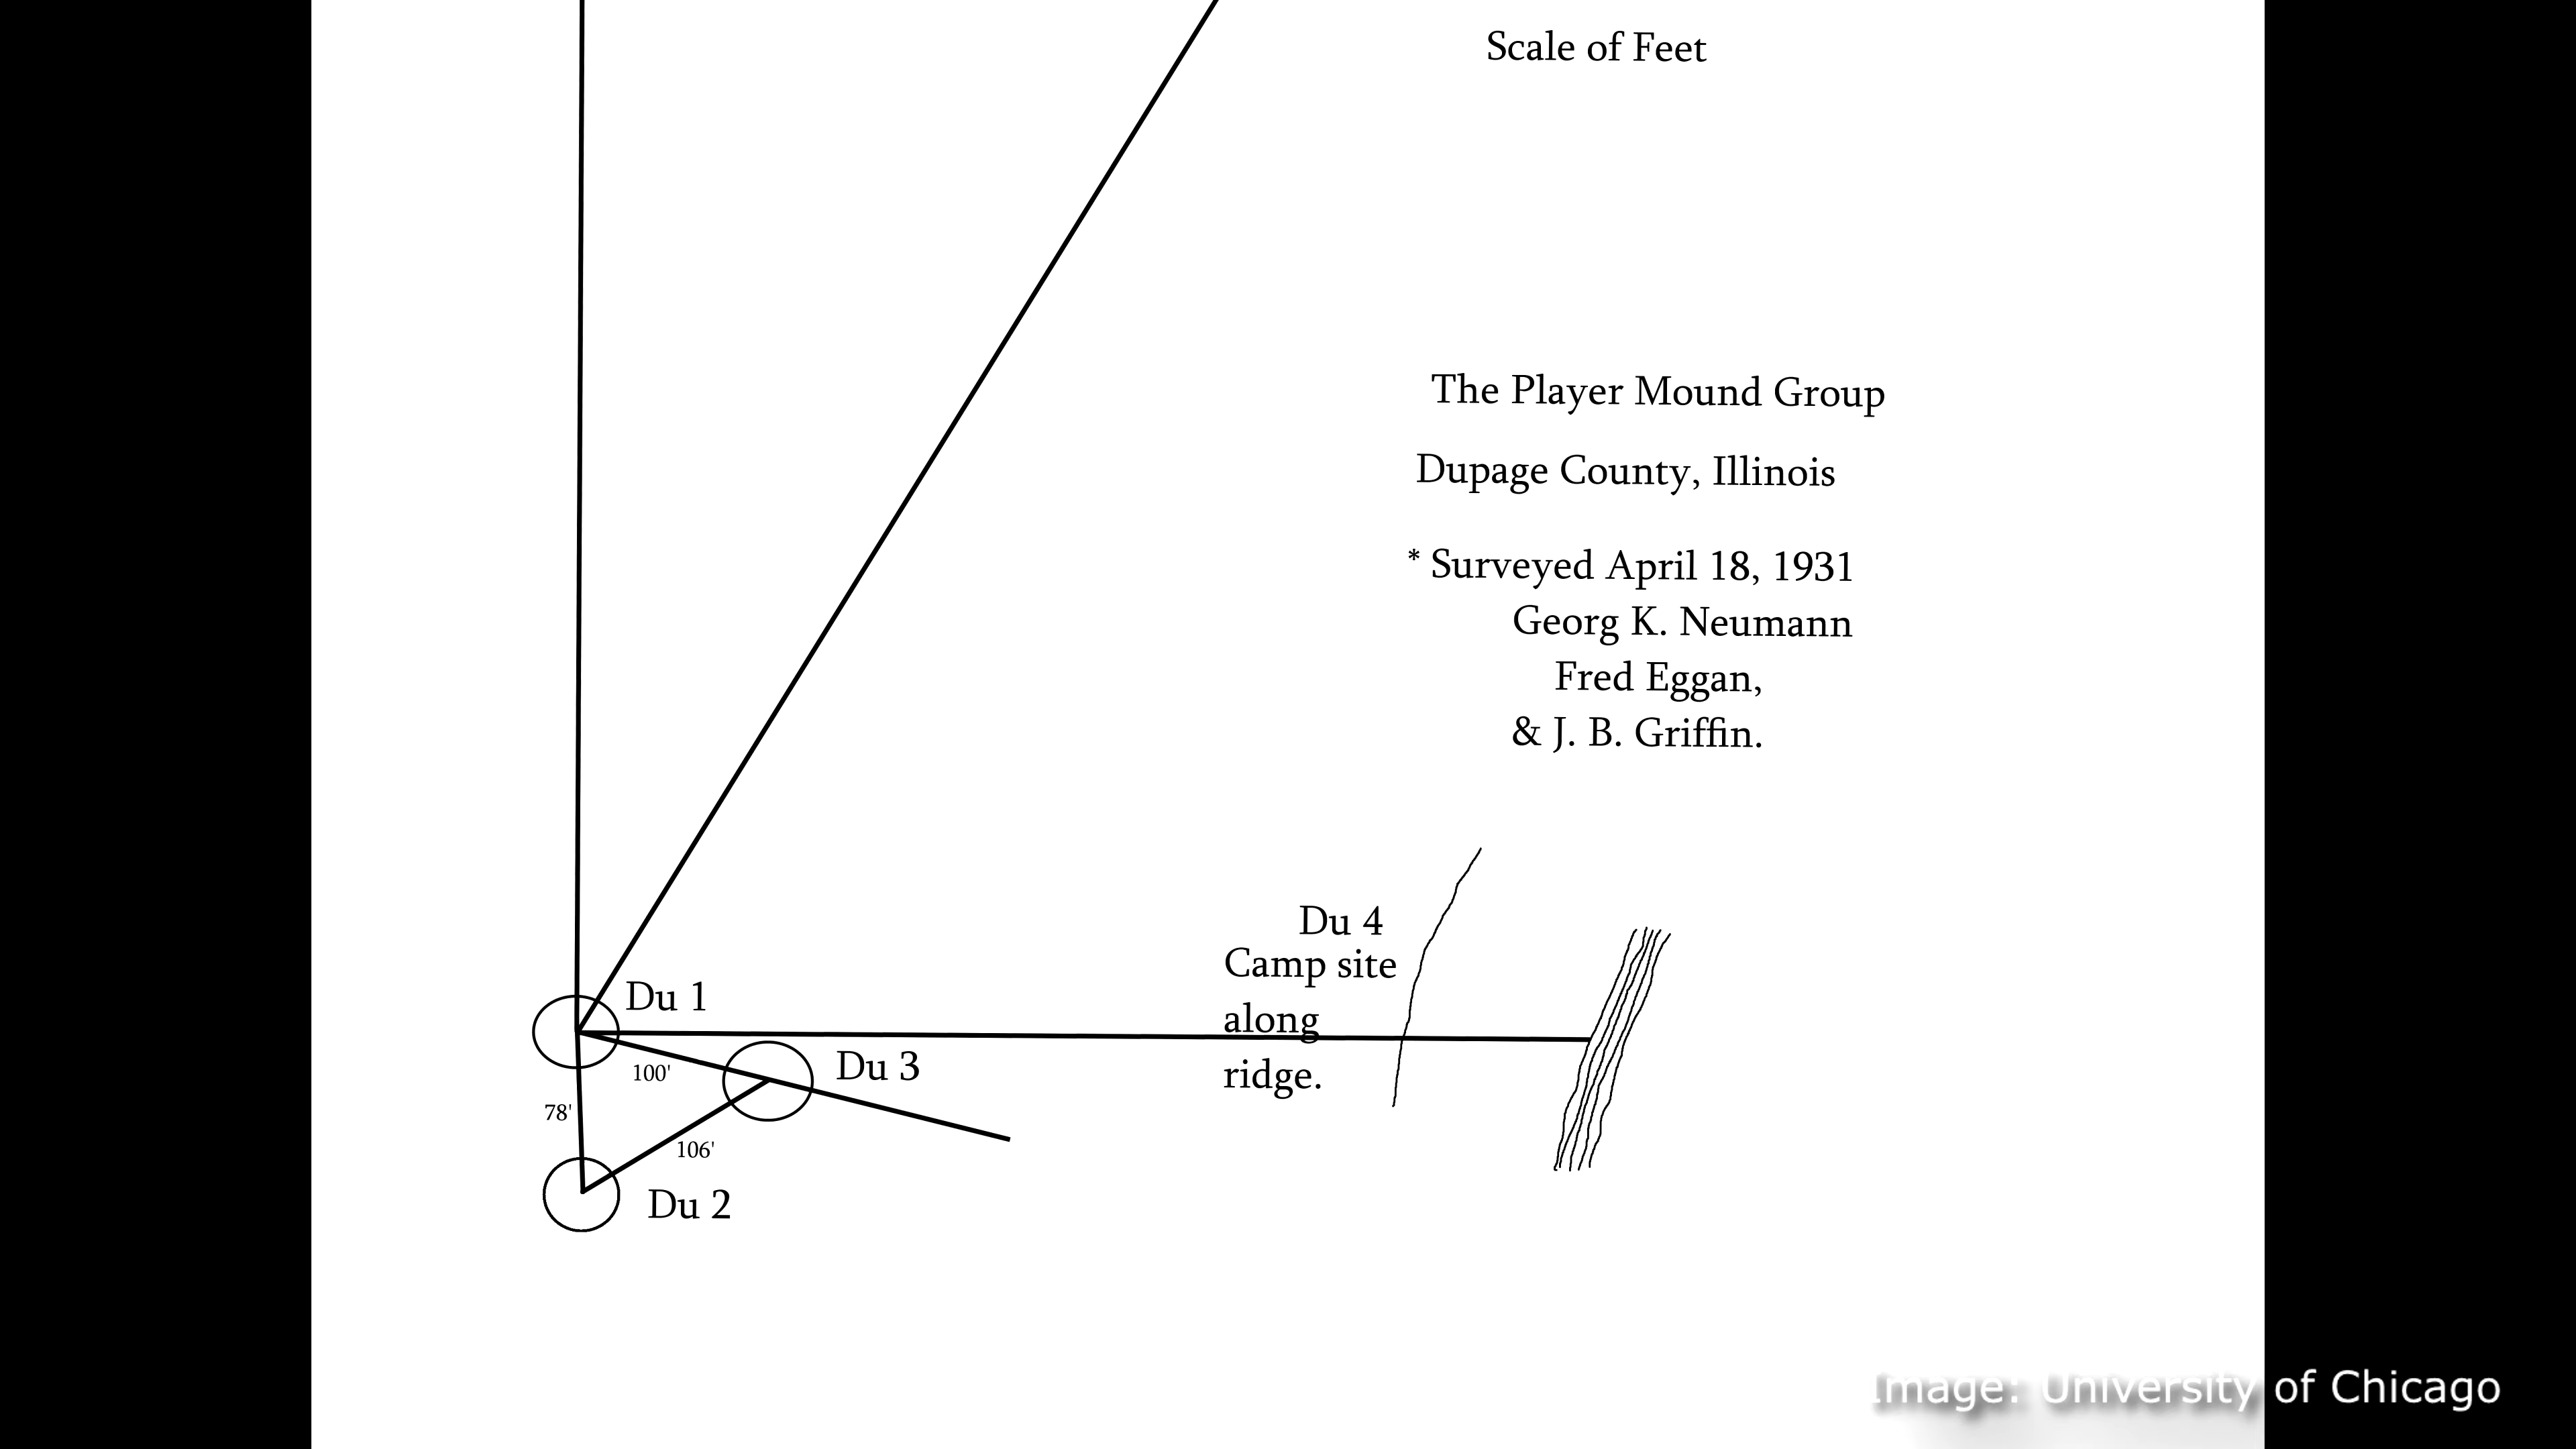 Scale of Feet
The Player Mound Group
Dupage County, Illinois
* Surveyed April 18, 1931
Georg K. Neumann
Fred Eggan,
& J. B. Griffin.
Du 4
Camp site
along
ridge.
Du 1
Du 3
100'
78'
106'
Du 2
Image: University of Chicago